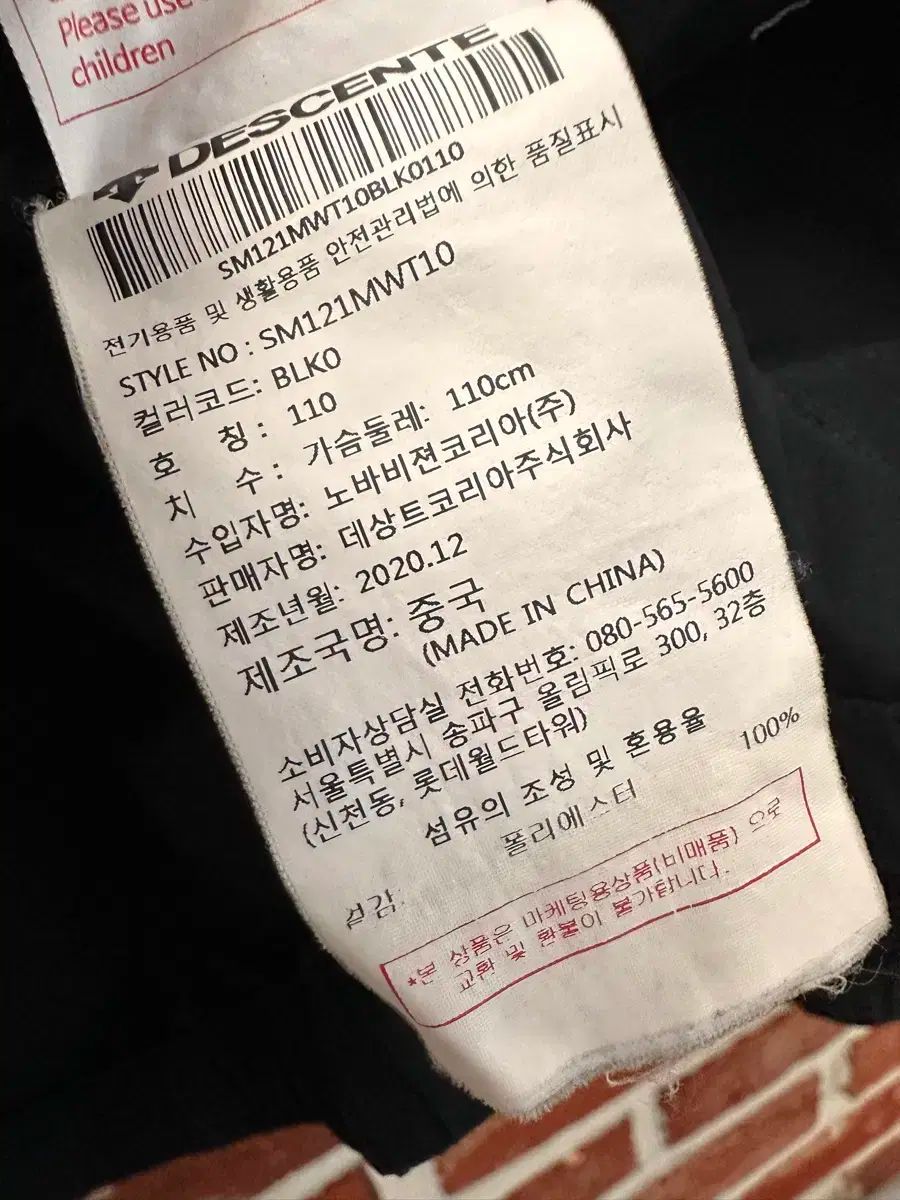 Please use
children
DESCENTE
SM121MWT10BLK0110
전기용품 및 생활용품 안전관리법에 의한 품질표시
STYLE NO : SM121MWT10
컬러코드: BLK0
호 칭 : 110
치 수 : 가슴둘레: 110cm
수입자명: 노바비젼코리아(주)
판매자명: 데상트코리아주식회사
제조년월: 2020.12
제조국명: 중국
(MADE IN CHINA)
소비자상담실 전화번호: 080-565-5600
서울특별시 송파구 올림픽로 300, 32층
(신천동, 롯데월드타워)
섬유의 조성 및 혼용율
겉감 폴리에스터 100%
*본 상품은 마케팅용상품(비매품) 으로
교환 및 환불이 불가합니다.